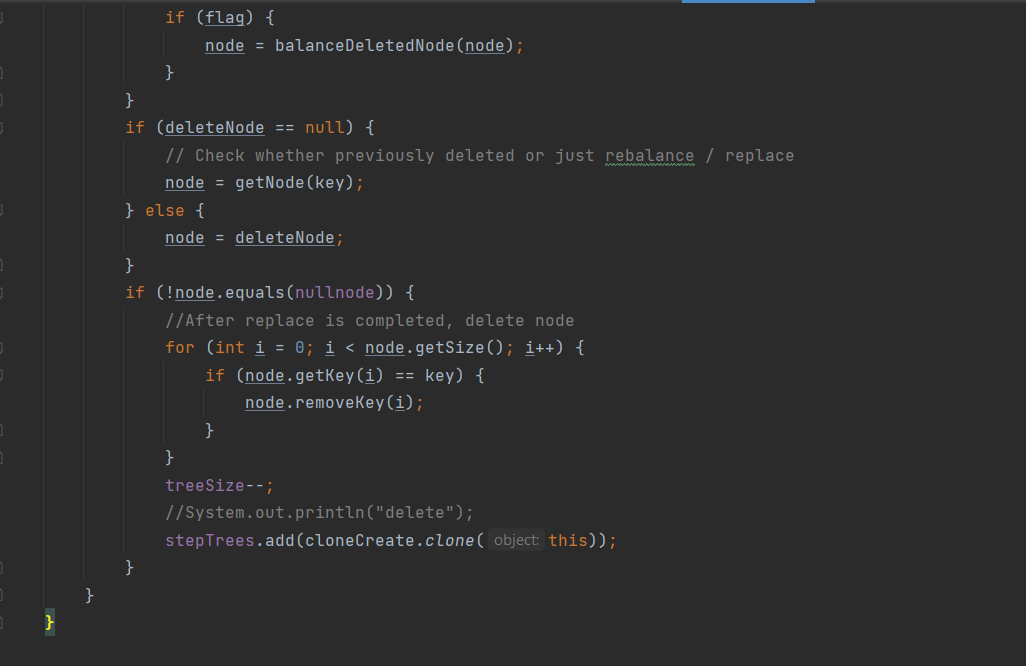 if (flag) {
node = balanceDeletedNode(node);
}
}
if (deleteNode == null) {
// Check whether previously deleted or just rebalance / replace
node = getNode(key);
} else {
node = deleteNode;
}
if (!node.equals(nullnode)) {
//After replace is completed, delete node
for (int i = 0; i < node.getSize(); i++) {
if (node.getKey(i) == key) {
node.removeKey(i);
}
}
treeSize--;
//System.out.println("delete");
stepTrees.add(cloneCreate.clone( object: this));
}
}
}